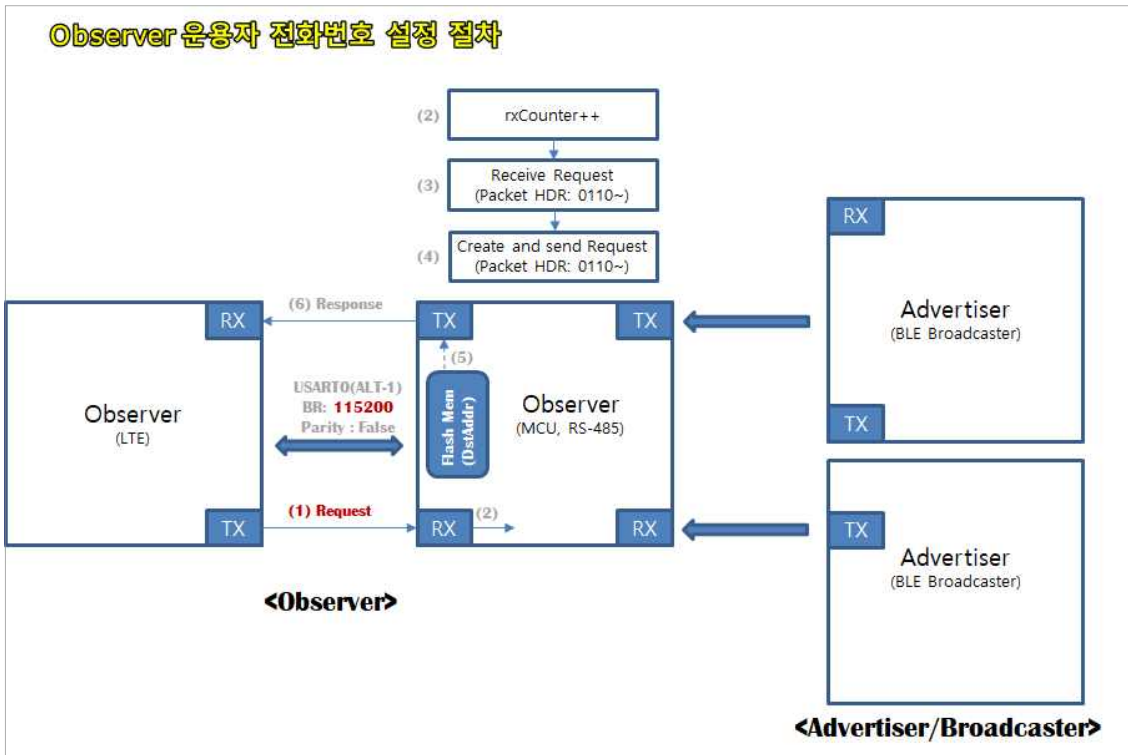 Observer 운용자 전화번호 설정 절차
(2)
rxCounter++
(3)
Receive Request
(Packet HDR: 0110~)
(4)
Create and send Request
(Packet HDR: 0110~)
RX
(6) Response
TX
TX
RX
Advertiser
(BLE Broadcaster)
TX
(5)
Flash Mem
(DstAddr)
USART0(ALT-1)
BR: 115200
Parity : False
Observer
(LTE)
Observer
(MCU, RS-485)
TX
(1) Request
RX
(2)
RX
TX
Advertiser
(BLE Broadcaster)
<Observer>
<Advertiser/Broadcaster>